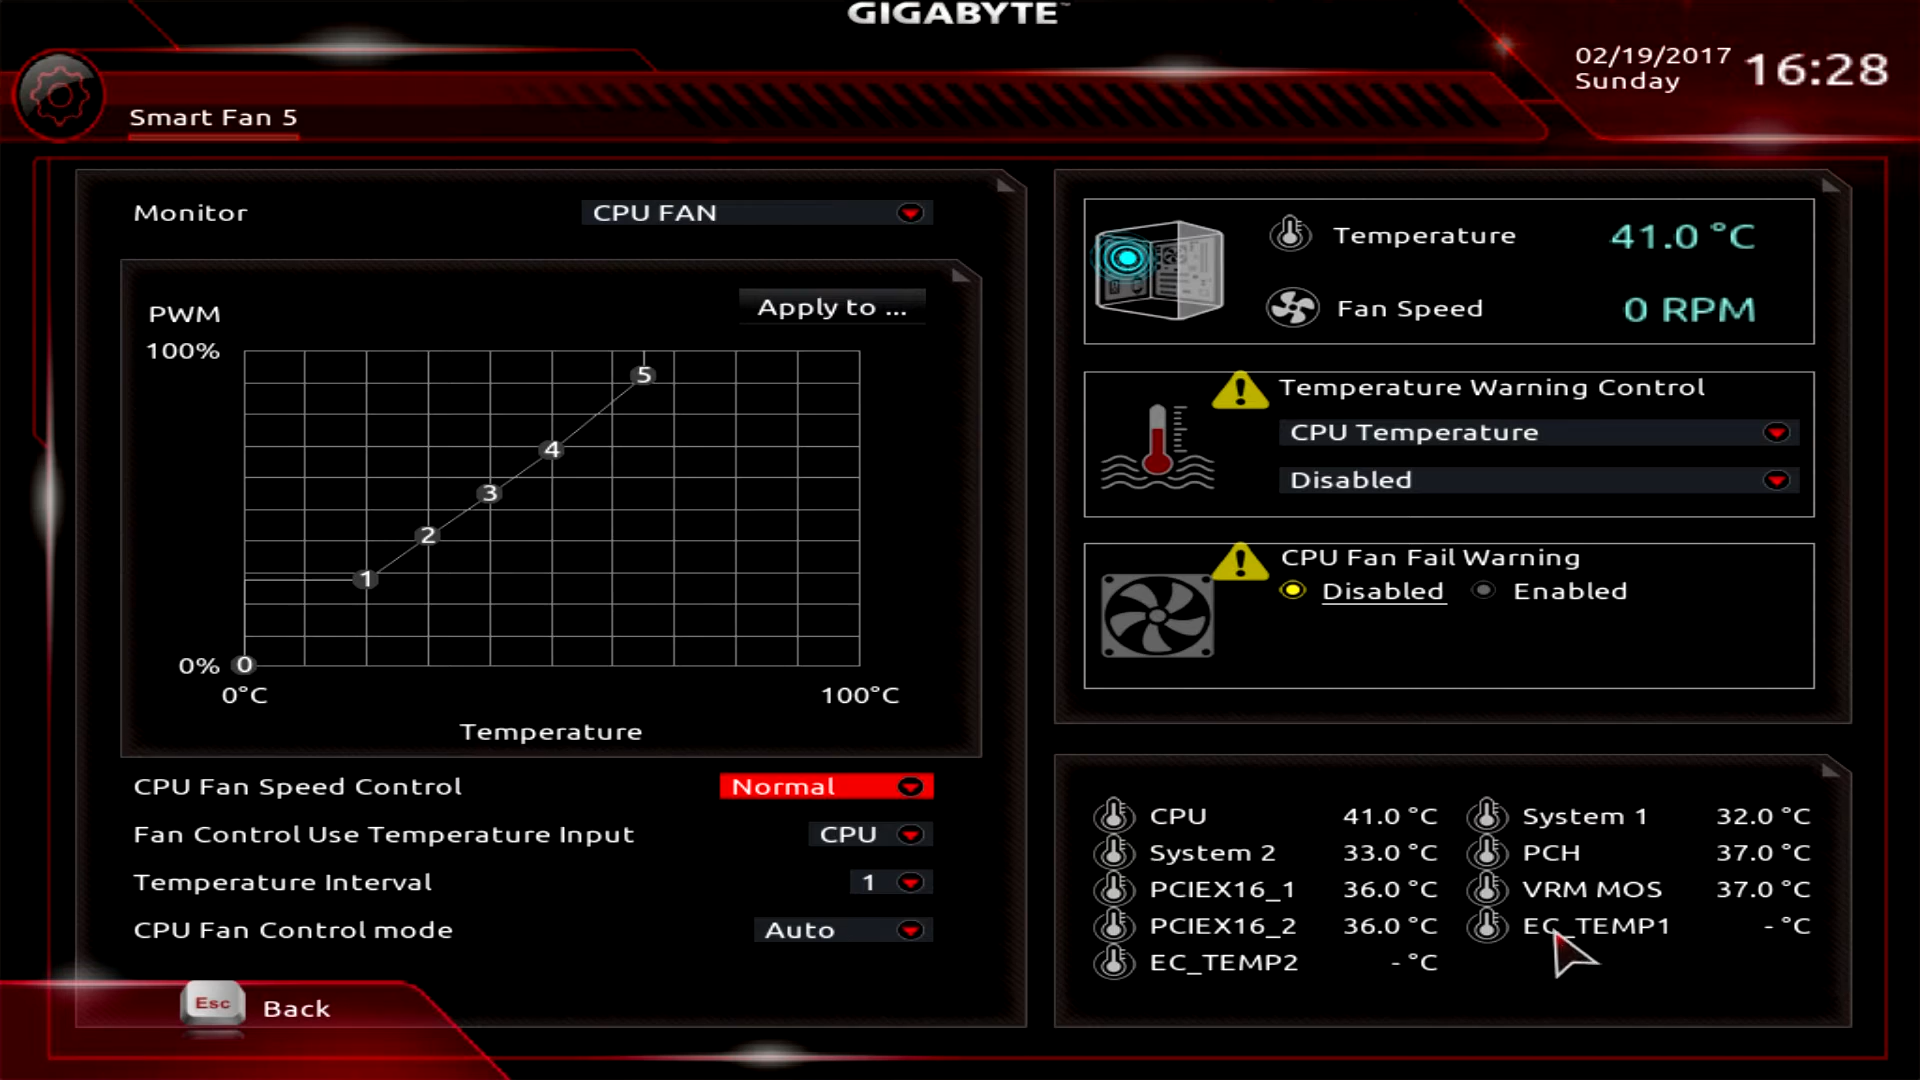 GIGABYTE™
02/19/2017
Sunday
16:28
Smart Fan 5
Monitor
CPU FAN
PWM
Apply to ...
100%
5
4
3
2
1
0%
0
0°C
100°C
Temperature
CPU Fan Speed Control
Normal
Fan Control Use Temperature Input
CPU
Temperature Interval
1
CPU Fan Control mode
Auto
Temperature
41.0 °C
Fan Speed
0 RPM
Temperature Warning Control
CPU Temperature
Disabled
CPU Fan Fail Warning
Disabled
Enabled
CPU 41.0 °C System 1 32.0 °C
System 2 33.0 °C PCH 37.0 °C
PCIEX16_1 36.0 °C VRM MOS 37.0 °C
PCIEX16_2 36.0 °C EC_TEMP1 - °C
EC_TEMP2 - °C
Esc Back